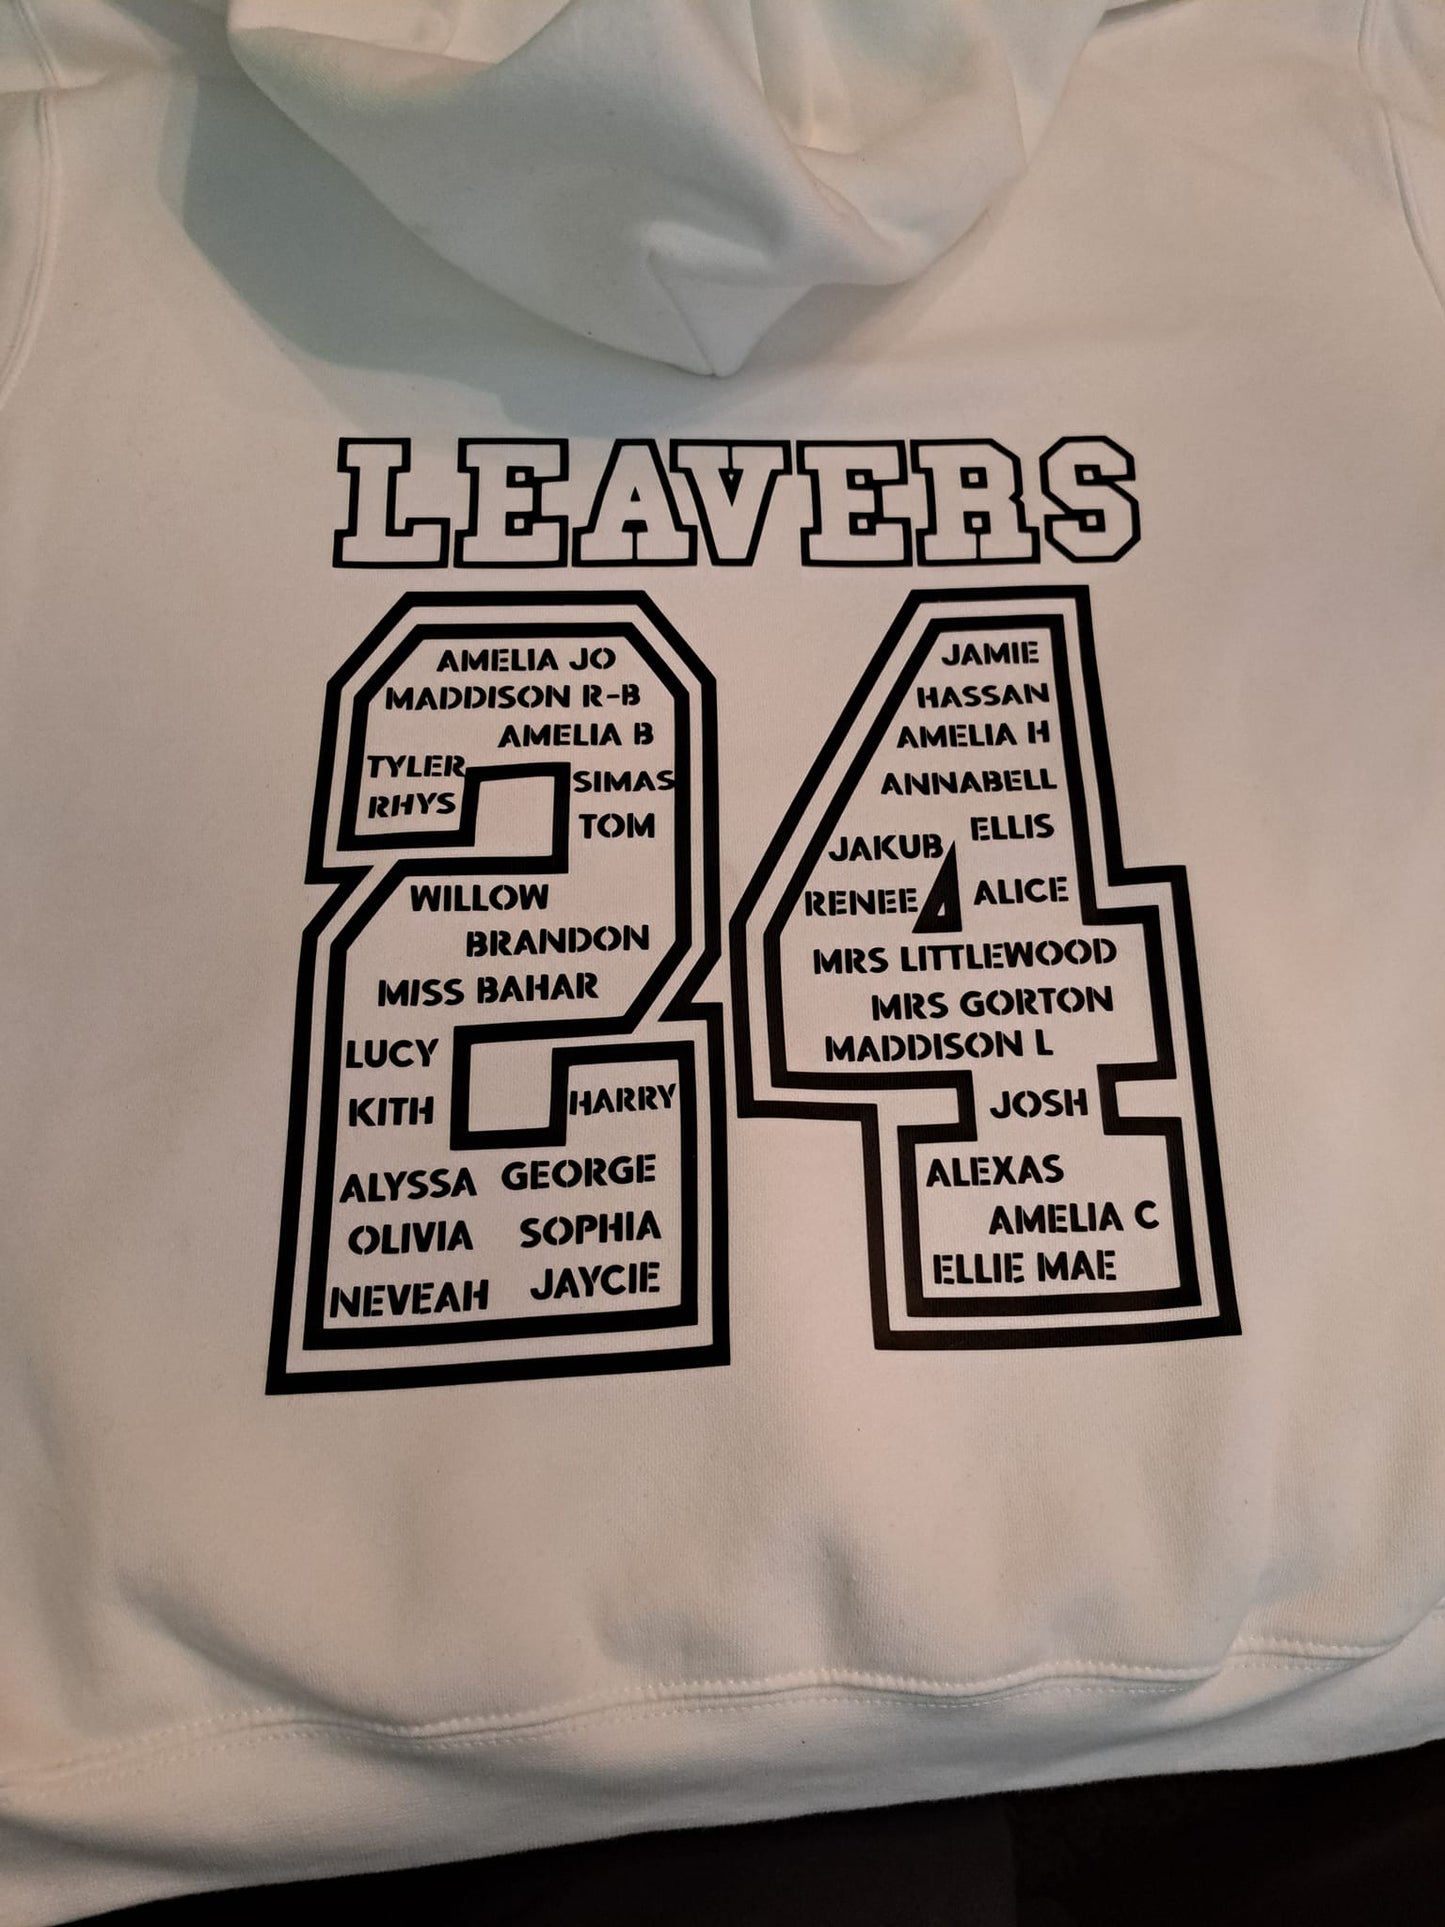 LEAVERS
24
AMELIA JO
MADDISON R-B
AMELIA B
TYLER
SIMAS
RHYS
TOM
WILLOW
BRANDON
MISS BAHAR
LUCY
KITH
HARRY
ALYSSA GEORGE
OLIVIA SOPHIA
NEVEAH JAYCIE
JAMIE
HASSAN
AMELIA H
ANNABELL
ELLIS
JAKUB
RENEE ALICE
MRS LITTLEWOOD
MRS GORTON
MADDISON L
JOSH
ALEXAS
AMELIA C
ELLIE MAE